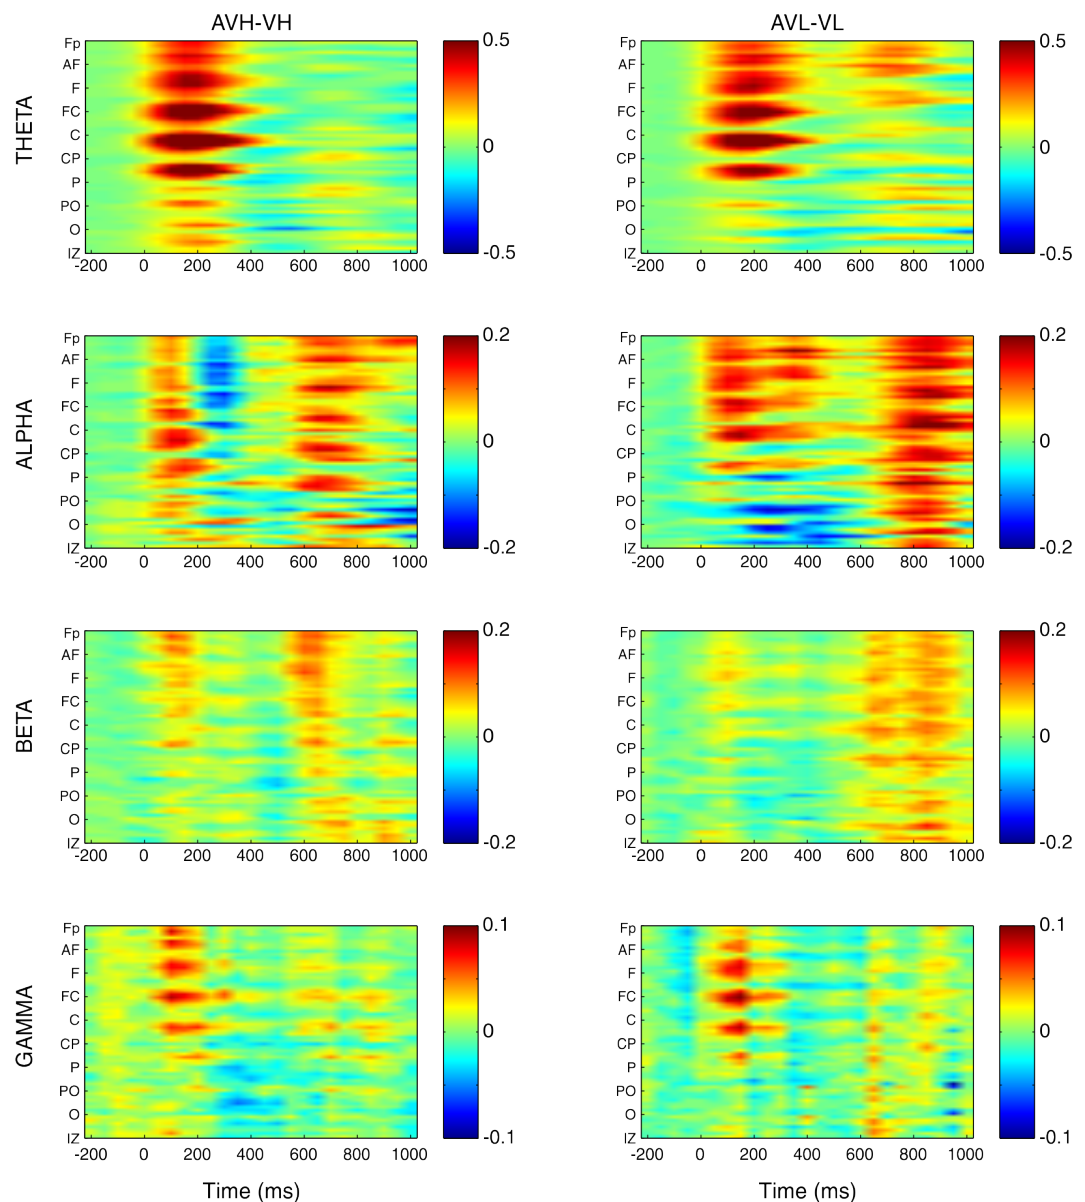 AVH-VH
AVL-VL
THETA
Fp
AF
F
FC
C
CP
P
PO
O
IZ
-200 0 200 400 600 800 1000
0.5
0
-0.5
Fp
AF
F
FC
C
CP
P
PO
O
IZ
-200 0 200 400 600 800 1000
0.5
0
-0.5
ALPHA
Fp
AF
F
FC
C
CP
P
PO
O
IZ
-200 0 200 400 600 800 1000
0.2
0
-0.2
Fp
AF
F
FC
C
CP
P
PO
O
IZ
-200 0 200 400 600 800 1000
0.2
0
-0.2
BETA
Fp
AF
F
FC
C
CP
P
PO
O
IZ
-200 0 200 400 600 800 1000
0.2
0
-0.2
Fp
AF
F
FC
C
CP
P
PO
O
IZ
-200 0 200 400 600 800 1000
0.2
0
-0.2
GAMMA
Fp
AF
F
FC
C
CP
P
PO
O
IZ
-200 0 200 400 600 800 1000
0.1
0
-0.1
Fp
AF
F
FC
C
CP
P
PO
O
IZ
-200 0 200 400 600 800 1000
0.1
0
-0.1
Time (ms)
Time (ms)